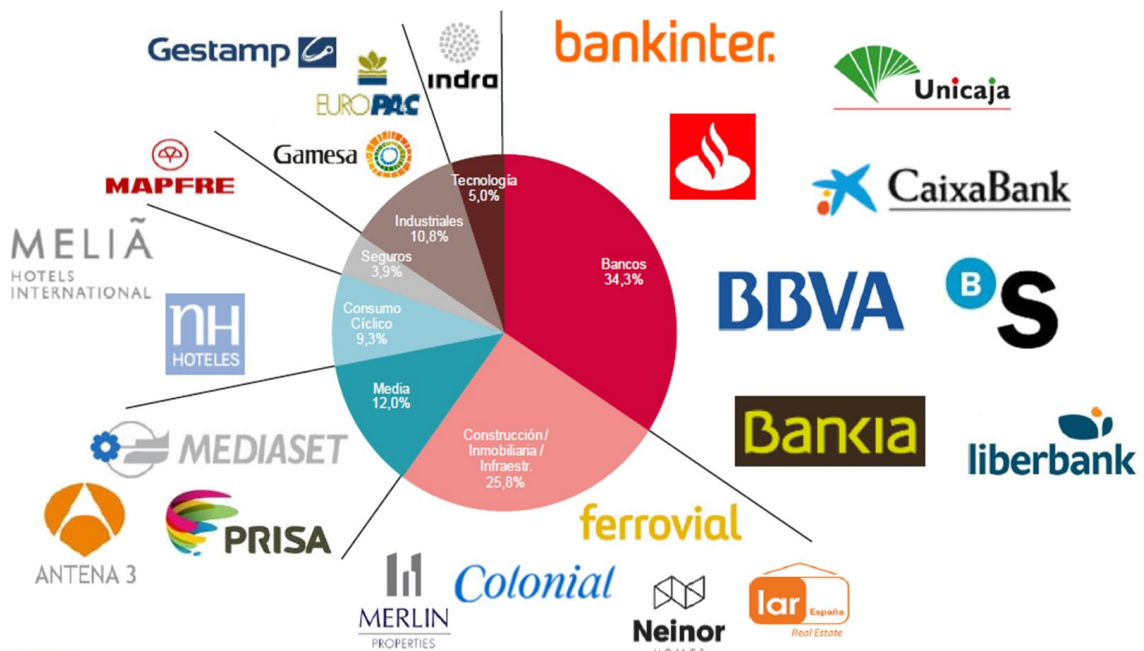 Gestamp
EUROPAC
indra
bankinter.
Unicaja
MAPFRE
Gamesa
CaixaBank
MELIÃ
HOTELS
INTERNATIONAL
nH
HOTELES
Tecnología
5,0%
Industriales
10,8%
Seguros
3,9%
Consumo
Cíclico
9,3%
Media
12,0%
Bancos
34,3%
Construcción /
Inmobiliaria /
Infraestr.
25,8%
BBVA
B S
Bankia
liberbank
MEDIASET
ANTENA 3
PRISA
ferrovial
MERLIN
PROPERTIES
Colonial
Neinor
HOMES
lar
España
Real Estate